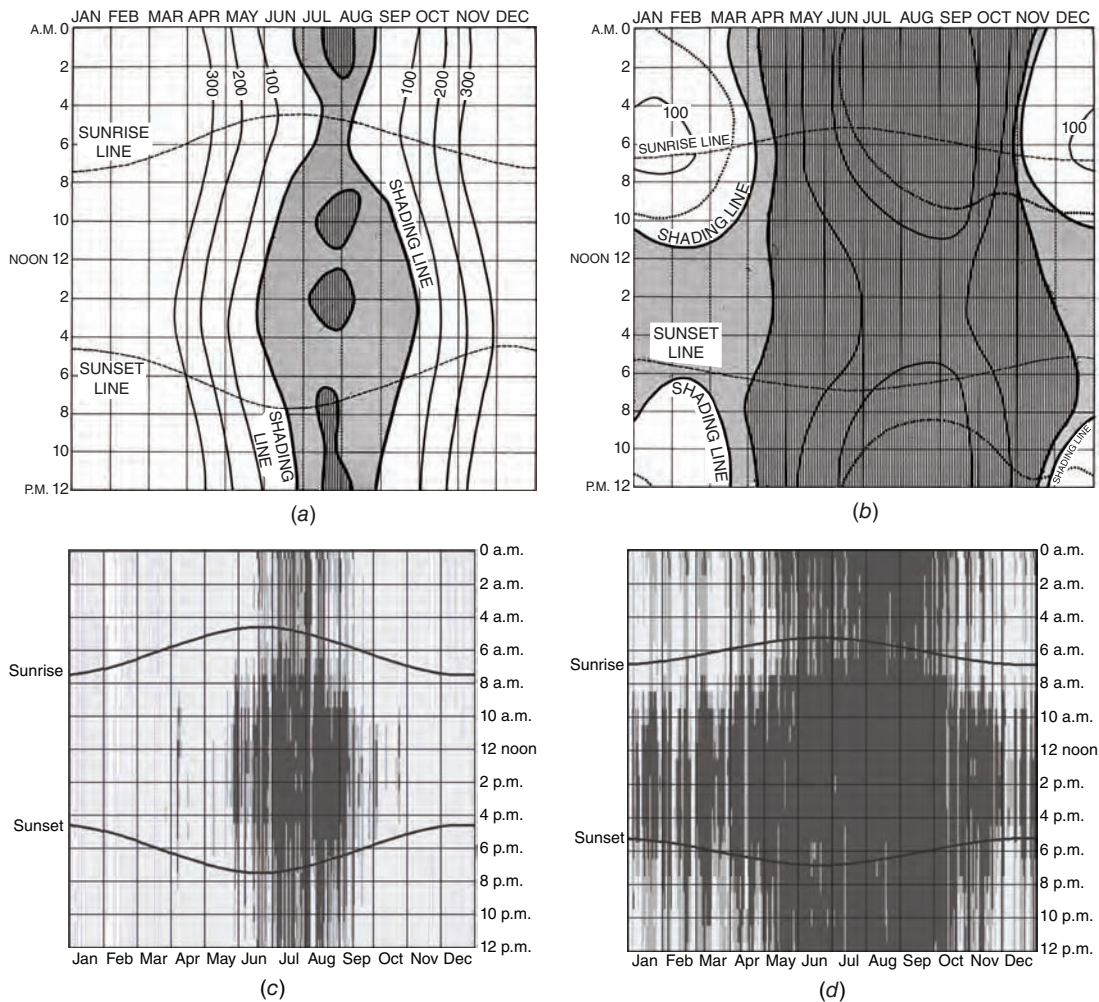 JAN FEB MAR APR MAY JUN JUL AUG SEP OCT NOV DEC
A.M. 0
2
4
6
8
10
NOON 12
2
4
6
8
10
P.M. 12
300
200
100
100
200
300
SUNRISE
LINE
SHADING LINE
SUNSET
LINE
SHADING
LINE
(a)
JAN FEB MAR APR MAY JUN JUL AUG SEP OCT NOV DEC
A.M. 0
2
4
6
8
10
NOON 12
2
4
6
8
10
P.M. 12
100
100
SUNRISE LINE
SHADING LINE
SUNSET
LINE
SHADING LINE
SHADING LINE
(b)
0 a.m.
2 a.m.
4 a.m.
6 a.m.
8 a.m.
10 a.m.
12 noon
2 p.m.
4 p.m.
6 p.m.
8 p.m.
10 p.m.
12 p.m.
Sunrise
Sunset
Jan Feb Mar Apr May Jun Jul Aug Sep Oct Nov Dec
(c)
0 a.m.
2 a.m.
4 a.m.
6 a.m.
8 a.m.
10 a.m.
12 noon
2 p.m.
4 p.m.
6 p.m.
8 p.m.
10 p.m.
12 p.m.
Sunrise
Sunset
Jan Feb Mar Apr May Jun Jul Aug Sep Oct Nov Dec
(d)